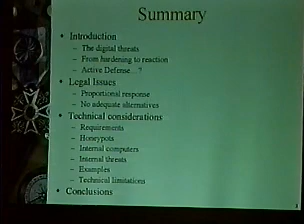 Summary
• Introduction
– The digital threats
– From hardening to reaction
– Active Defense...?
• Legal Issues
– Proportional response
– No adequate alternatives
• Technical considerations
– Requirements
– Honeypots
– Internal computers
– Internal threats
– Examples
– Technical limitations
• Conclusions